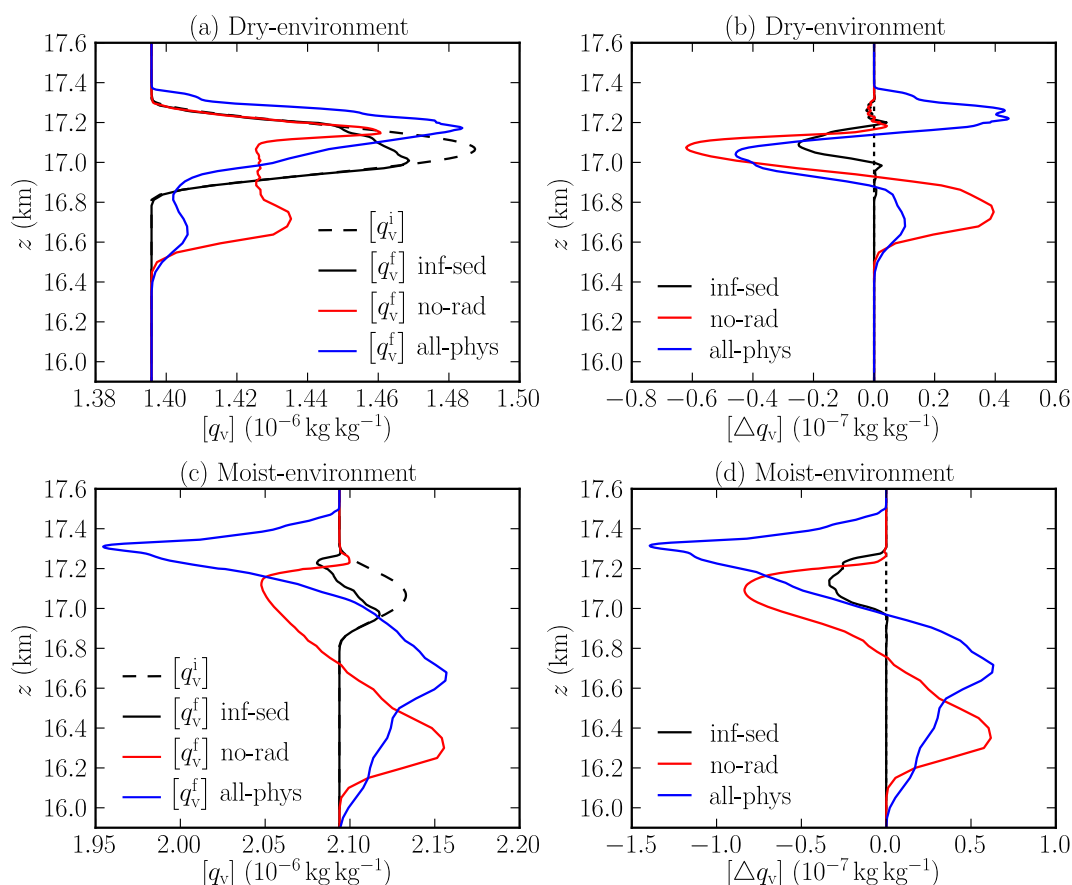 (a) Dry-environment
17.6
17.4
17.2
17.0
16.8
16.6
16.4
16.2
16.0
z (km)
[q_v^i]
[q_v^f] inf-sed
[q_v^f] no-rad
[q_v^f] all-phys
1.38 1.40 1.42 1.44 1.46 1.48 1.50
[q_v] (10^−6 kg kg^−1)
(b) Dry-environment
17.6
17.4
17.2
17.0
16.8
16.6
16.4
16.2
16.0
z (km)
inf-sed
no-rad
all-phys
−0.8 −0.6 −0.4 −0.2 0.0 0.2 0.4 0.6
[△q_v] (10^−7 kg kg^−1)
(c) Moist-environment
17.6
17.4
17.2
17.0
16.8
16.6
16.4
16.2
16.0
z (km)
[q_v^i]
[q_v^f] inf-sed
[q_v^f] no-rad
[q_v^f] all-phys
1.95 2.00 2.05 2.10 2.15 2.20
[q_v] (10^−6 kg kg^−1)
(d) Moist-environment
17.6
17.4
17.2
17.0
16.8
16.6
16.4
16.2
16.0
z (km)
inf-sed
no-rad
all-phys
−1.5 −1.0 −0.5 0.0 0.5 1.0
[△q_v] (10^−7 kg kg^−1)